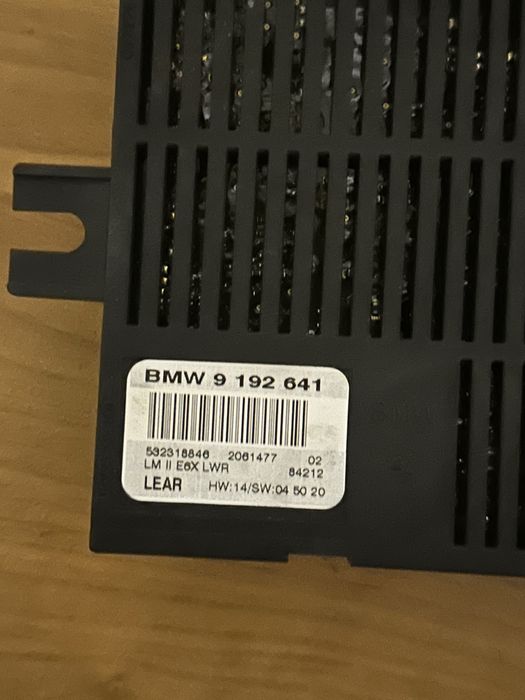 BMW 9 192 641
532318846 2061477 02
LM II E6X LWR 84212
LEAR HW:14/SW:04 50 20